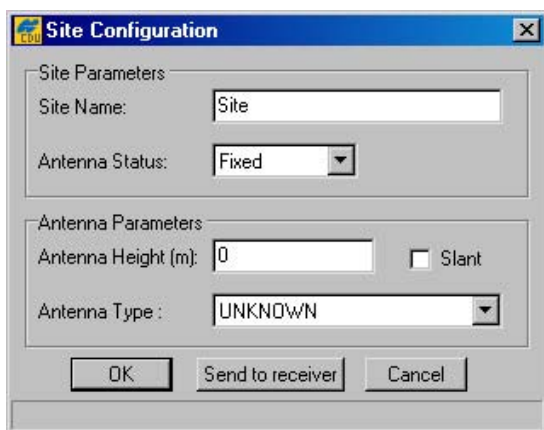 CDU Site Configuration
Site Parameters
Site Name: Site
Antenna Status: Fixed
Antenna Parameters
Antenna Height (m): 0 Slant
Antenna Type : UNKNOWN
OK Send to receiver Cancel